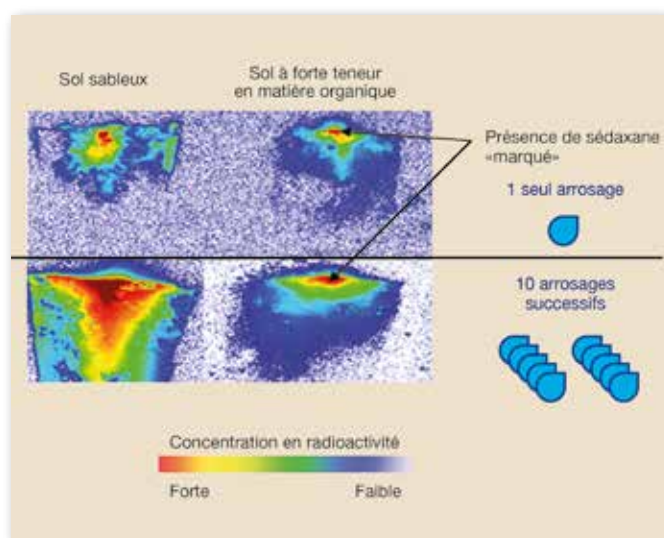 Sol sableux
Sol à forte teneur
en matière organique
Présence de sédaxane
«marqué»
1 seul arrosage
10 arrosages
successifs
Concentration en radioactivité
Forte
Faible